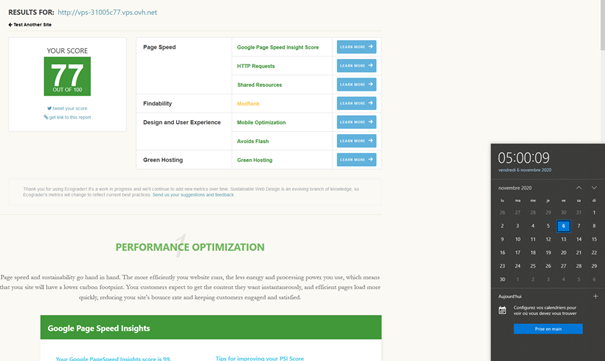 RESULTS FOR: http://vps-31005c77.vps.ovh.net
Test Another Site
YOUR SCORE
77
OUT OF 100
tweet your score
get link to this report
Page Speed
Google Page Speed Insight Score
LEARN MORE
HTTP Requests
LEARN MORE
Shared Resources
LEARN MORE
Findability
MozRank
LEARN MORE
Design and User Experience
Mobile Optimization
LEARN MORE
Avoids Flash
LEARN MORE
Green Hosting
Green Hosting
LEARN MORE
Thank you for using Ecograder! It's a work in progress and we'll continue to add new metrics over time. Sustainable Web Design is an evolving branch of knowledge, so
Ecograder's metrics will change to reflect current best practices. Send us your suggestions and feedback.
1
PERFORMANCE OPTIMIZATION
Page speed and sustainability go hand in hand. The more efficiently your website runs, the less energy and processing power you use, which means
that your site will have a lower carbon footprint. Your customers expect to get the content they want instantaneously, and efficient pages load more
quickly, reducing your site's bounce rate and keeping customers engaged and satisfied.
Google Page Speed Insights
Your Google PageSpeed Insights score is 99.
Tips for improving your PSI Score
05:00:09
vendredi 6 novembre 2020
novembre 2020
lu ma me je ve sa di
26 27 28 29 30 31 1
2 3 4 5 6 7 8
9 10 11 12 13 14 15
16 17 18 19 20 21 22
23 24 25 26 27 28 29
30 1 2 3 4 5 6
Aujourd'hui
Configurez vos calendriers pour
voir où vous devez vous trouver
Prise en main